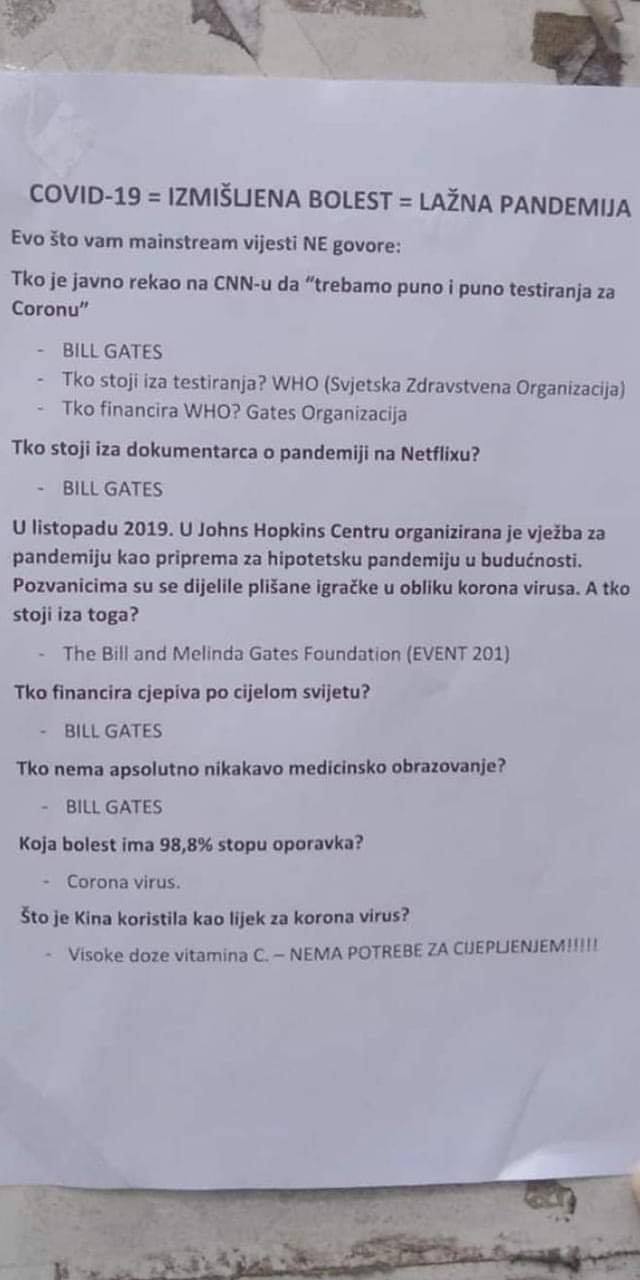 COVID-19 = IZMIŠLJENA BOLEST = LAŽNA PANDEMIJA
Evo što vam mainstream vijesti NE govore:
Tko je javno rekao na CNN-u da “trebamo puno i puno testiranja za
Coronu”
- BILL GATES
- Tko stoji iza testiranja? WHO (Svjetska Zdravstvena Organizacija)
- Tko financira WHO? Gates Organizacija
Tko stoji iza dokumentarca o pandemiji na Netflixu?
- BILL GATES
U listopadu 2019. U Johns Hopkins Centru organizirana je vježba za
pandemiju kao priprema za hipotetsku pandemiju u budućnosti.
Pozvanicima su se dijelile plišane igračke u obliku korona virusa. A tko
stoji iza toga?
- The Bill and Melinda Gates Foundation (EVENT 201)
Tko financira cjepiva po cijelom svijetu?
- BILL GATES
Tko nema apsolutno nikakavo medicinsko obrazovanje?
- BILL GATES
Koja bolest ima 98,8% stopu oporavka?
- Corona virus.
Što je Kina koristila kao lijek za korona virus?
- Visoke doze vitamina C. – NEMA POTREBE ZA CIJEPLJENJEM!!!!!